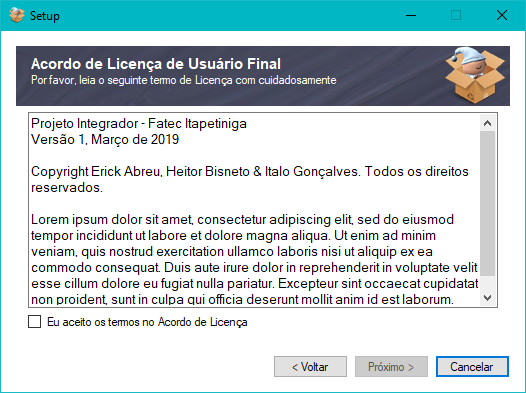 Setup
Acordo de Licença de Usuário Final
Por favor, leia o seguinte termo de Licença com cuidadosamente
Projeto Integrador - Fatec Itapetiniga
Versão 1, Março de 2019
Copyright Erick Abreu, Heitor Bisneto & Italo Gonçalves. Todos os direitos
reservados.
Lorem ipsum dolor sit amet, consectetur adipiscing elit, sed do eiusmod
tempor incididunt ut labore et dolore magna aliqua. Ut enim ad minim
veniam, quis nostrud exercitation ullamco laboris nisi ut aliquip ex ea
commodo consequat. Duis aute irure dolor in reprehenderit in voluptate velit
esse cillum dolore eu fugiat nulla pariatur. Excepteur sint occaecat cupidatat
non proident, sunt in culpa qui officia deserunt mollit anim id est laborum.
Eu aceito os termos no Acordo de Licença
< Voltar
Próximo >
Cancelar